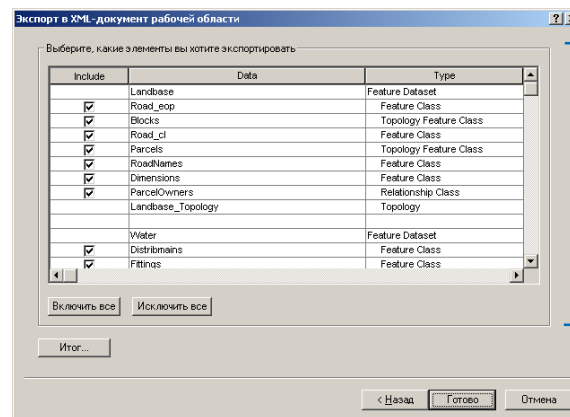 Экспорт в XML-документ рабочей области
Выберите, какие элементы вы хотите экспортировать
Include Data Type
Landbase Feature Dataset
Road_eop Feature Class
Blocks Topology Feature Class
Road_cl Feature Class
Parcels Topology Feature Class
RoadNames Feature Class
Dimensions Feature Class
ParcelOwners Relationship Class
Landbase_Topology Topology
Water Feature Dataset
Distribmains Feature Class
Fittings Feature Class
Включить все Исключить все
Итог...
< Назад Готово Отмена